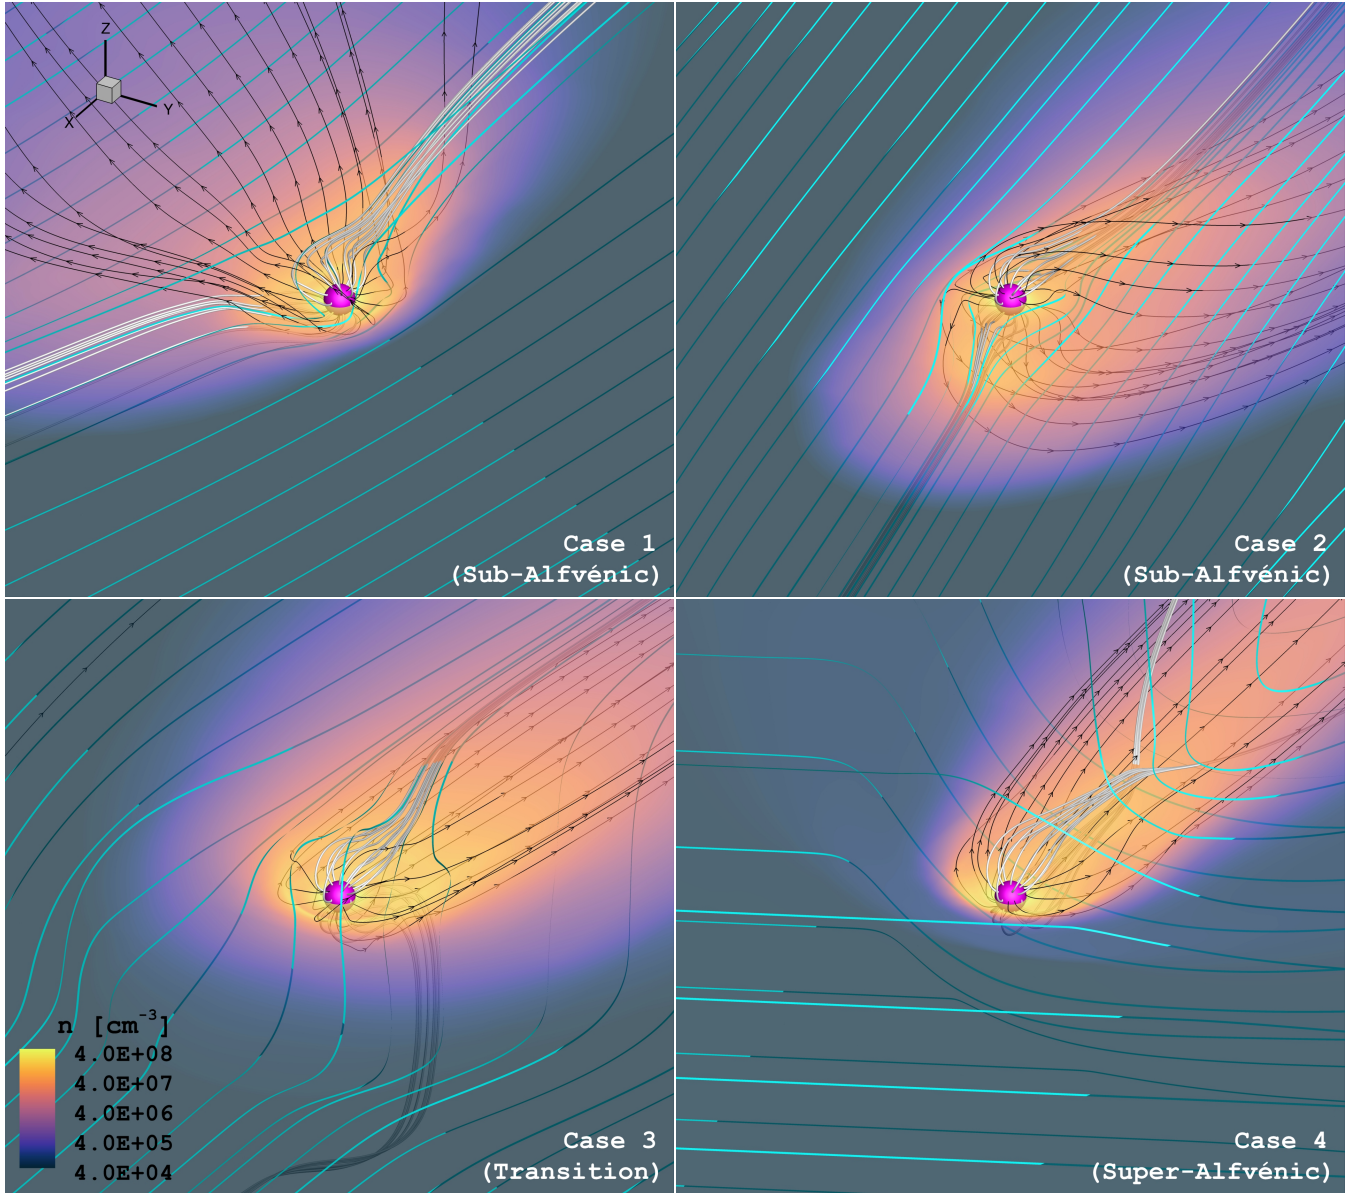 Z
X
Y
Case 1
(Sub-Alfvénic)
Case 2
(Sub-Alfvénic)
n [cm⁻³]
4.0E+08
4.0E+07
4.0E+06
4.0E+05
4.0E+04
Case 3
(Transition)
Case 4
(Super-Alfvénic)